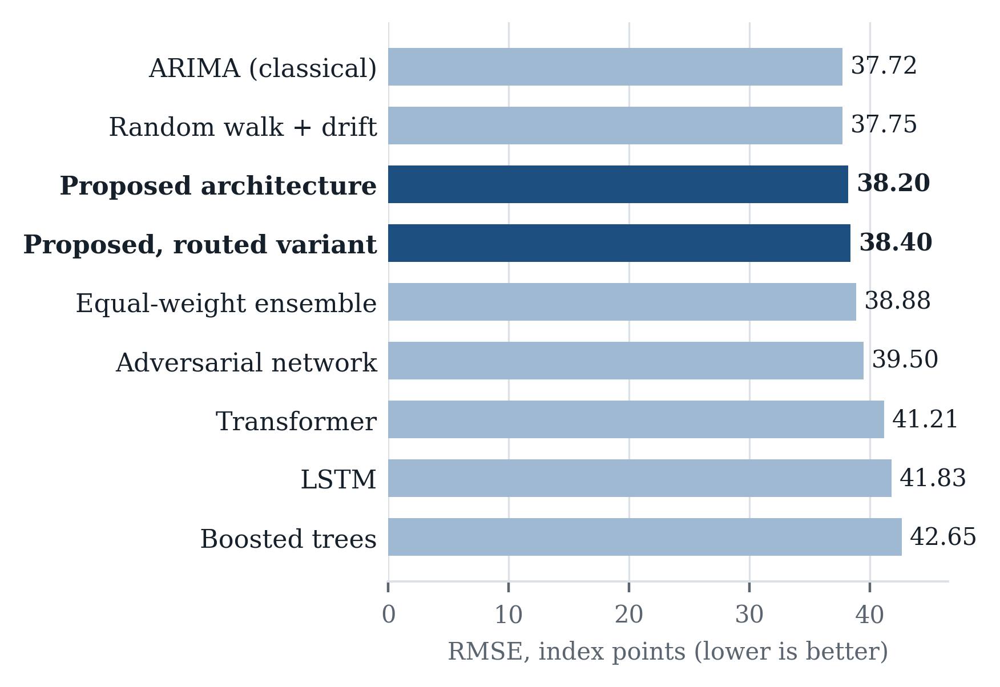 ARIMA (classical) 37.72
Random walk + drift 37.75
Proposed architecture 38.20
Proposed, routed variant 38.40
Equal-weight ensemble 38.88
Adversarial network 39.50
Transformer 41.21
LSTM 41.83
Boosted trees 42.65
0 10 20 30 40
RMSE, index points (lower is better)